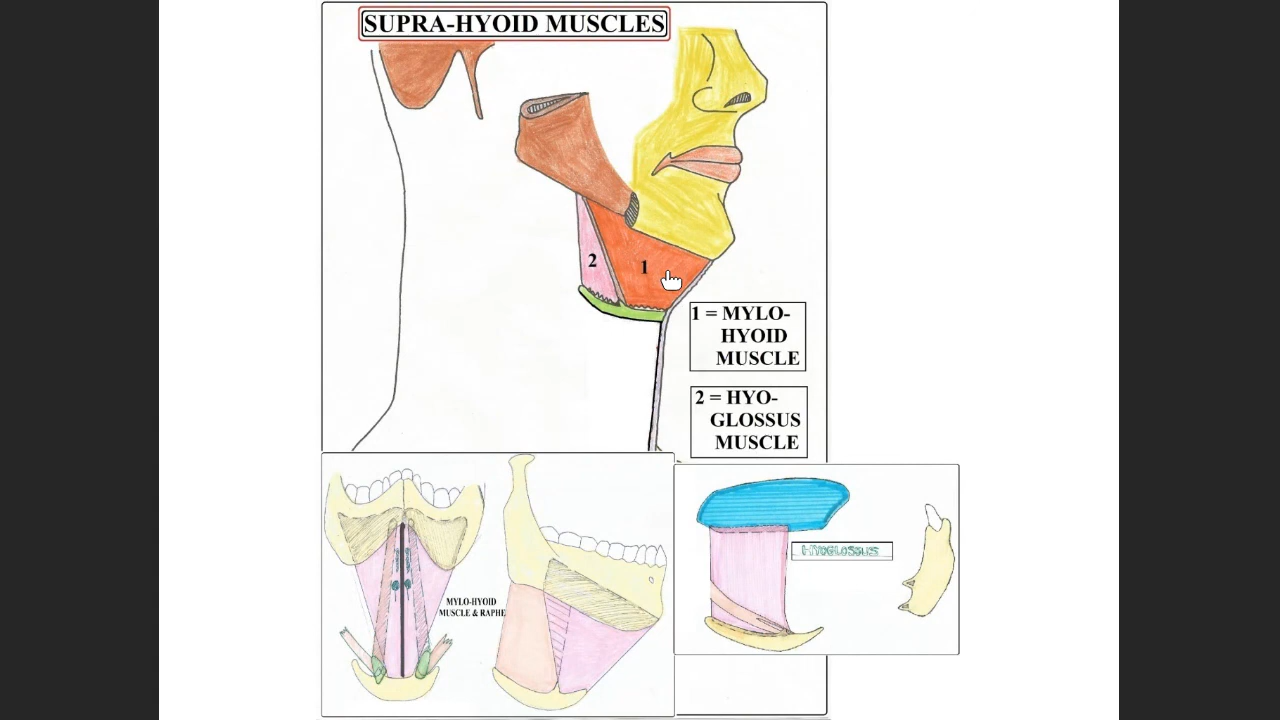 SUPRA-HYOID MUSCLES
2
1
1 = MYLO-
HYOID
MUSCLE
2 = HYO-
GLOSSUS
MUSCLE
MYLO-HYOID
MUSCLE & RAPHE
HYOGLOSSUS